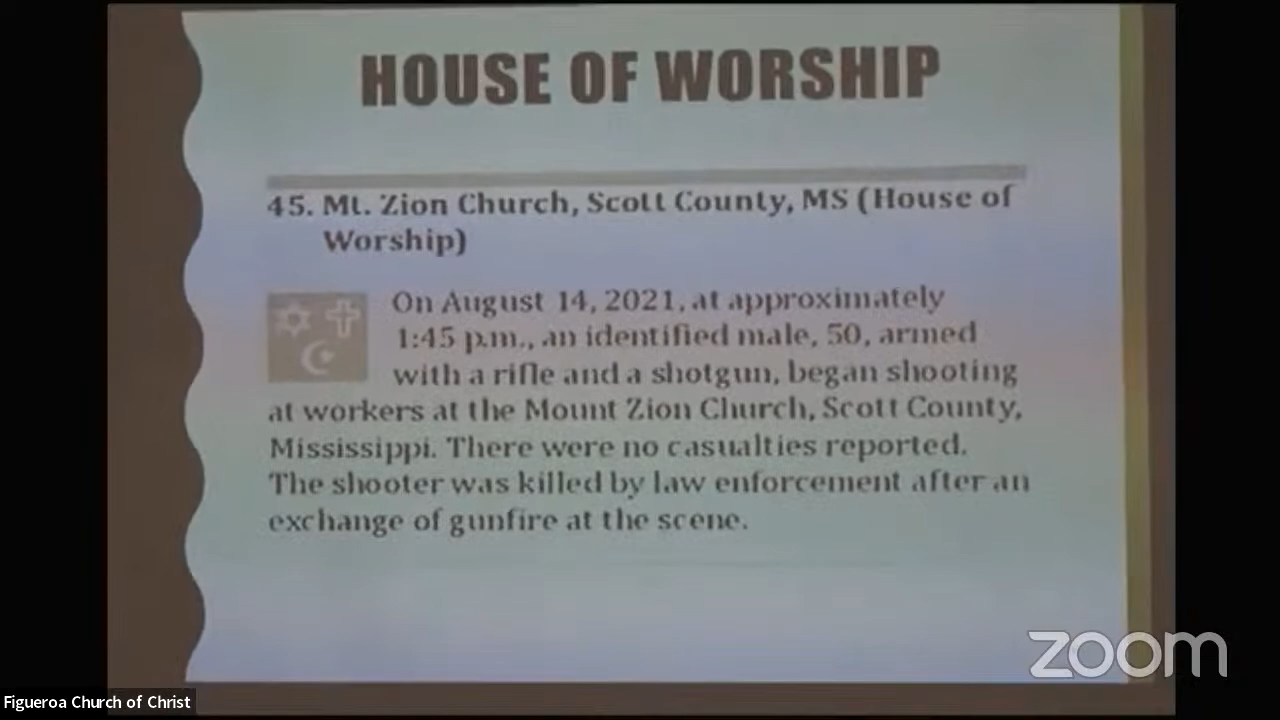 HOUSE OF WORSHIP
45. Mt. Zion Church, Scott County, MS (House of
Worship)
On August 14, 2021, at approximately
1:45 p.m., an identified male, 50, armed
with a rifle and a shotgun, began shooting
at workers at the Mount Zion Church, Scott County,
Mississippi. There were no casualties reported.
The shooter was killed by law enforcement after an
exchange of gunfire at the scene.
zoom
Figueroa Church of Christ